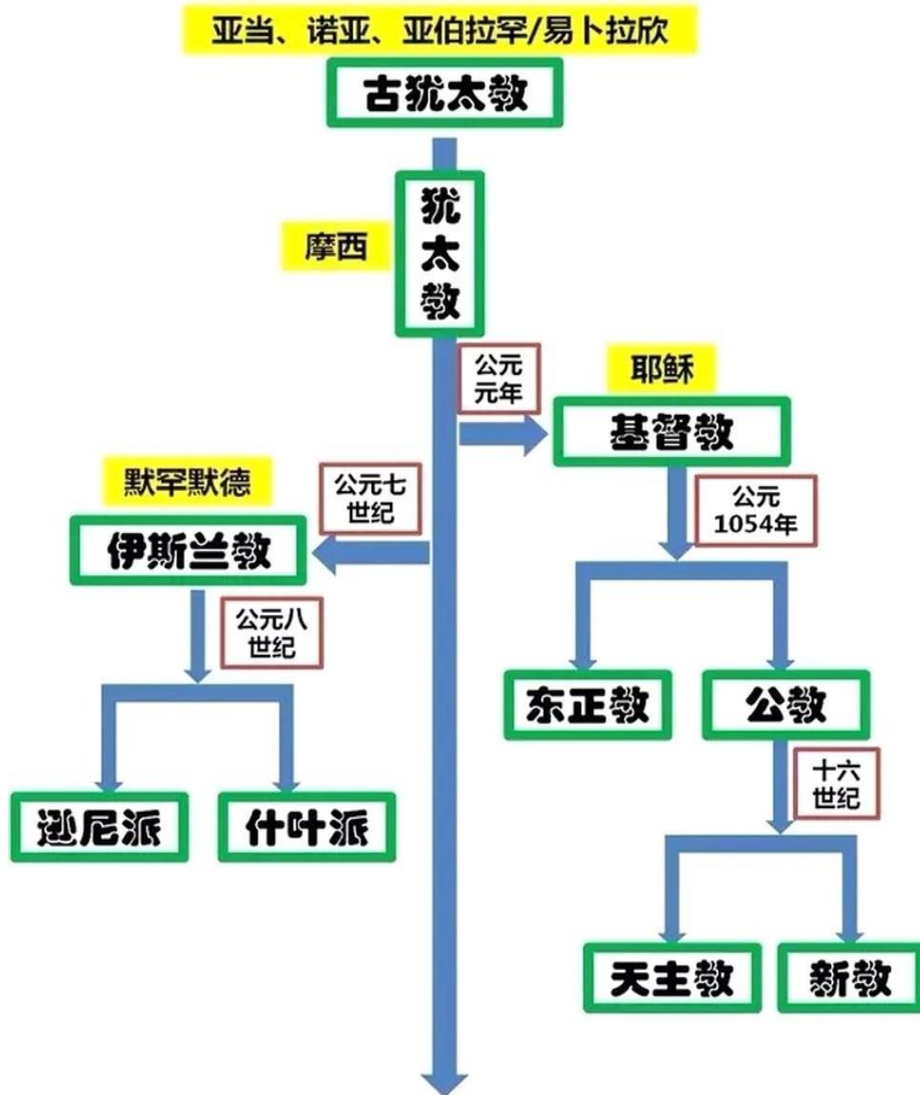 亚当、诺亚、亚伯拉罕/易卜拉欣
古犹太教
摩西
犹太教
公元
元年
耶稣
基督教
公元
1054年
默罕默德
公元七
世纪
伊斯兰教
公元八
世纪
东正教
公教
十六
世纪
逊尼派
什叶派
天主教
新教